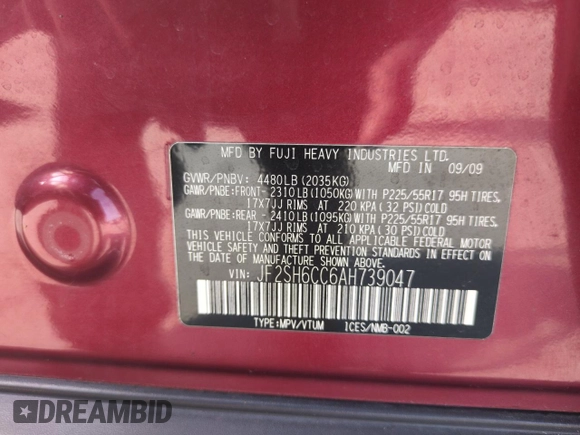 MFD BY FUJI HEAVY INDUSTRIES LTD.
IN 09/09
GVWR/PNBV: 4480LB (2035KG)
GAWR/PNBE:FRONT- 2310LB(1050KG)WITH P225/55R17 95H TIRES,
17X7JJ RIMS AT 220 KPA (32 PSI)COLD
GAWR/PNBE:REAR - 2410LB(1095KG)WITH P225/55R17 95H TIRES,
17X7JJ RIMS AT 210 KPA (30 PSI)COLD
THIS VEHICLE CONFORMS TO ALL APPLICABLE FEDERAL MOTOR
VEHICLE SAFETY AND THEFT PREVENTION STANDARDS IN EFFECT
ON THE DATE OF MANUFACTURE SHOWN ABOVE.
VIN: JF2SH6CC6AH739047
TYPE:MPV/VTUM ICES/NMB-002
DREAMBID